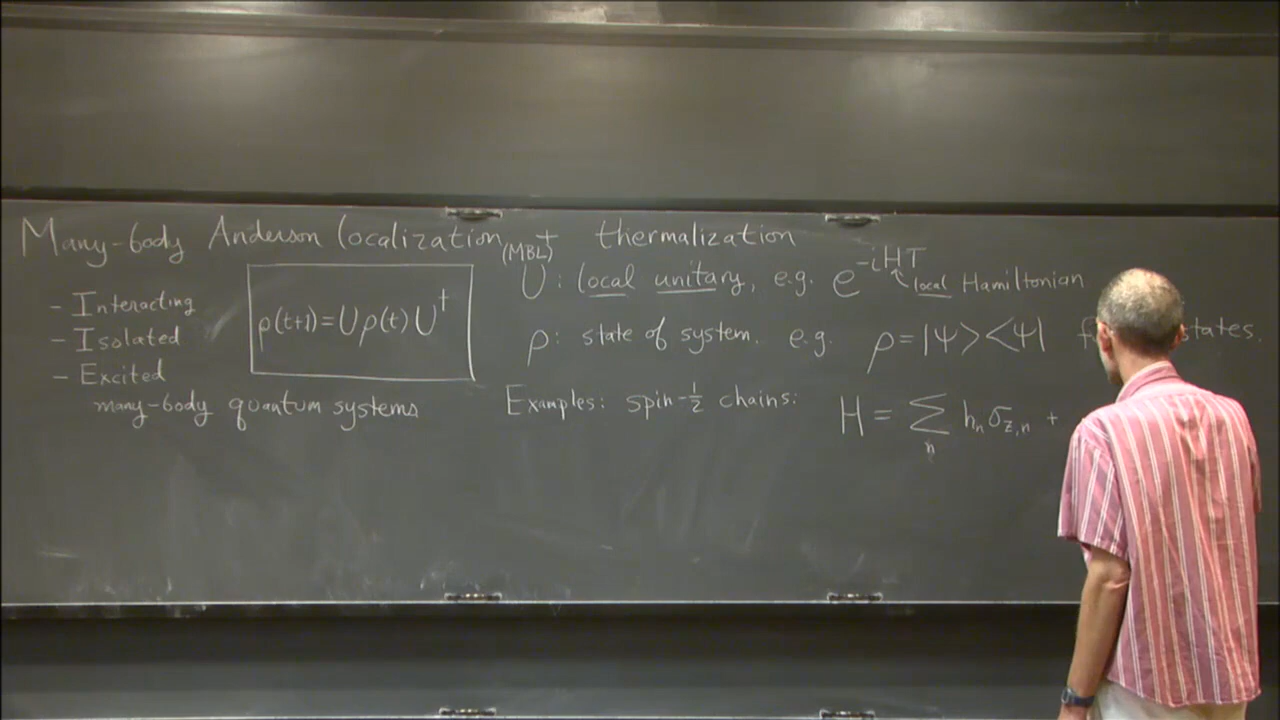 Many-body Anderson localization (MBL) + thermalization
- Interacting
- Isolated
- Excited
many-body quantum systems
ρ(t+1) = U ρ(t) U†
U: local unitary, e.g. e^{-iHT}
local Hamiltonian
ρ: state of system. e.g. ρ = |Ψ><Ψ| states.
Examples: spin-1/2 chains: H = Σ_n h_n σ_{z,n} +